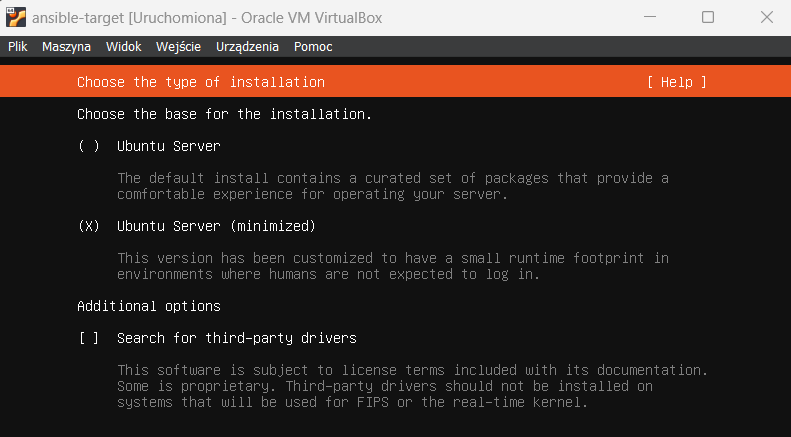 ansible-target [Uruchomiona] - Oracle VM VirtualBox
Plik Maszyna Widok Wejście Urządzenia Pomoc
Choose the type of installation [ Help ]
Choose the base for the installation.
( ) Ubuntu Server
The default install contains a curated set of packages that provide a
comfortable experience for operating your server.
(X) Ubuntu Server (minimized)
This version has been customized to have a small runtime footprint in
environments where humans are not expected to log in.
Additional options
[ ] Search for third-party drivers
This software is subject to license terms included with its documentation.
Some is proprietary. Third-party drivers should not be installed on
systems that will be used for FIPS or the real-time kernel.